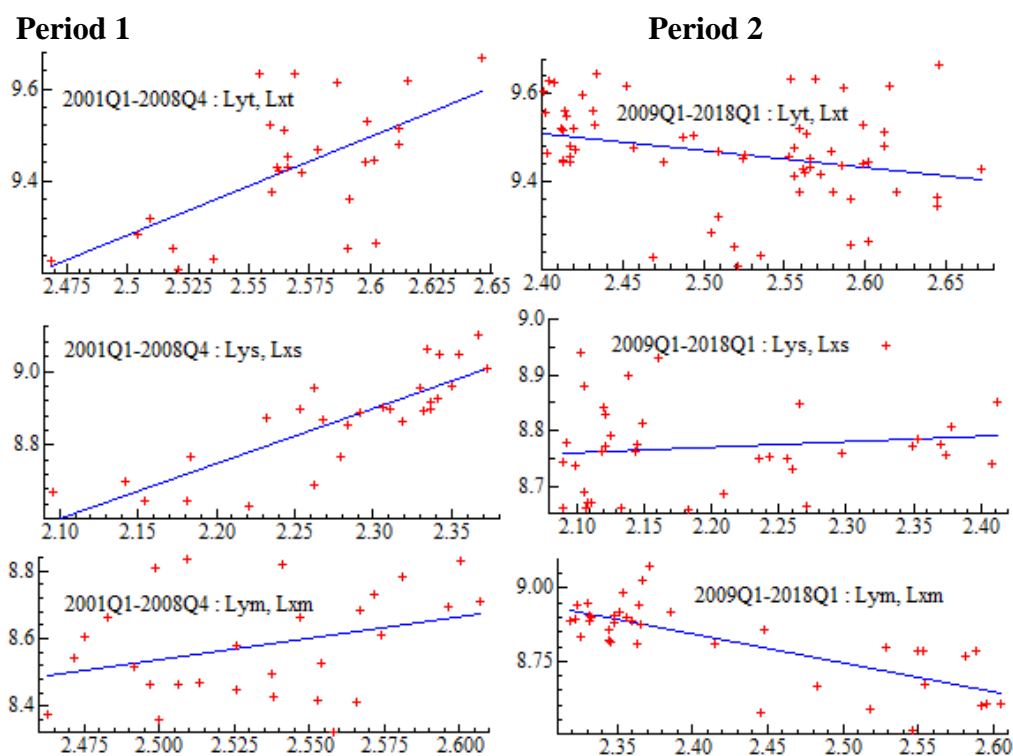 Period 1
Period 2
9.6
9.4
2001Q1-2008Q4 : Lyt, Lxt
2.475 2.5 2.525 2.55 2.575 2.6 2.625 2.65
9.6
9.4
2009Q1-2018Q1 : Lyt, Lxt
2.40 2.45 2.50 2.55 2.60 2.65
9.0
8.8
2001Q1-2008Q4 : Lys, Lxs
2.10 2.15 2.20 2.25 2.30 2.35
9.0
8.9
8.8
8.7
2009Q1-2018Q1 : Lys, Lxs
2.10 2.15 2.20 2.25 2.30 2.35 2.40
8.8
8.6
8.4
2001Q1-2008Q4 : Lym, Lxm
2.475 2.500 2.525 2.550 2.575 2.600
9.00
8.75
2009Q1-2018Q1 : Lym, Lxm
2.35 2.40 2.45 2.50 2.55 2.60